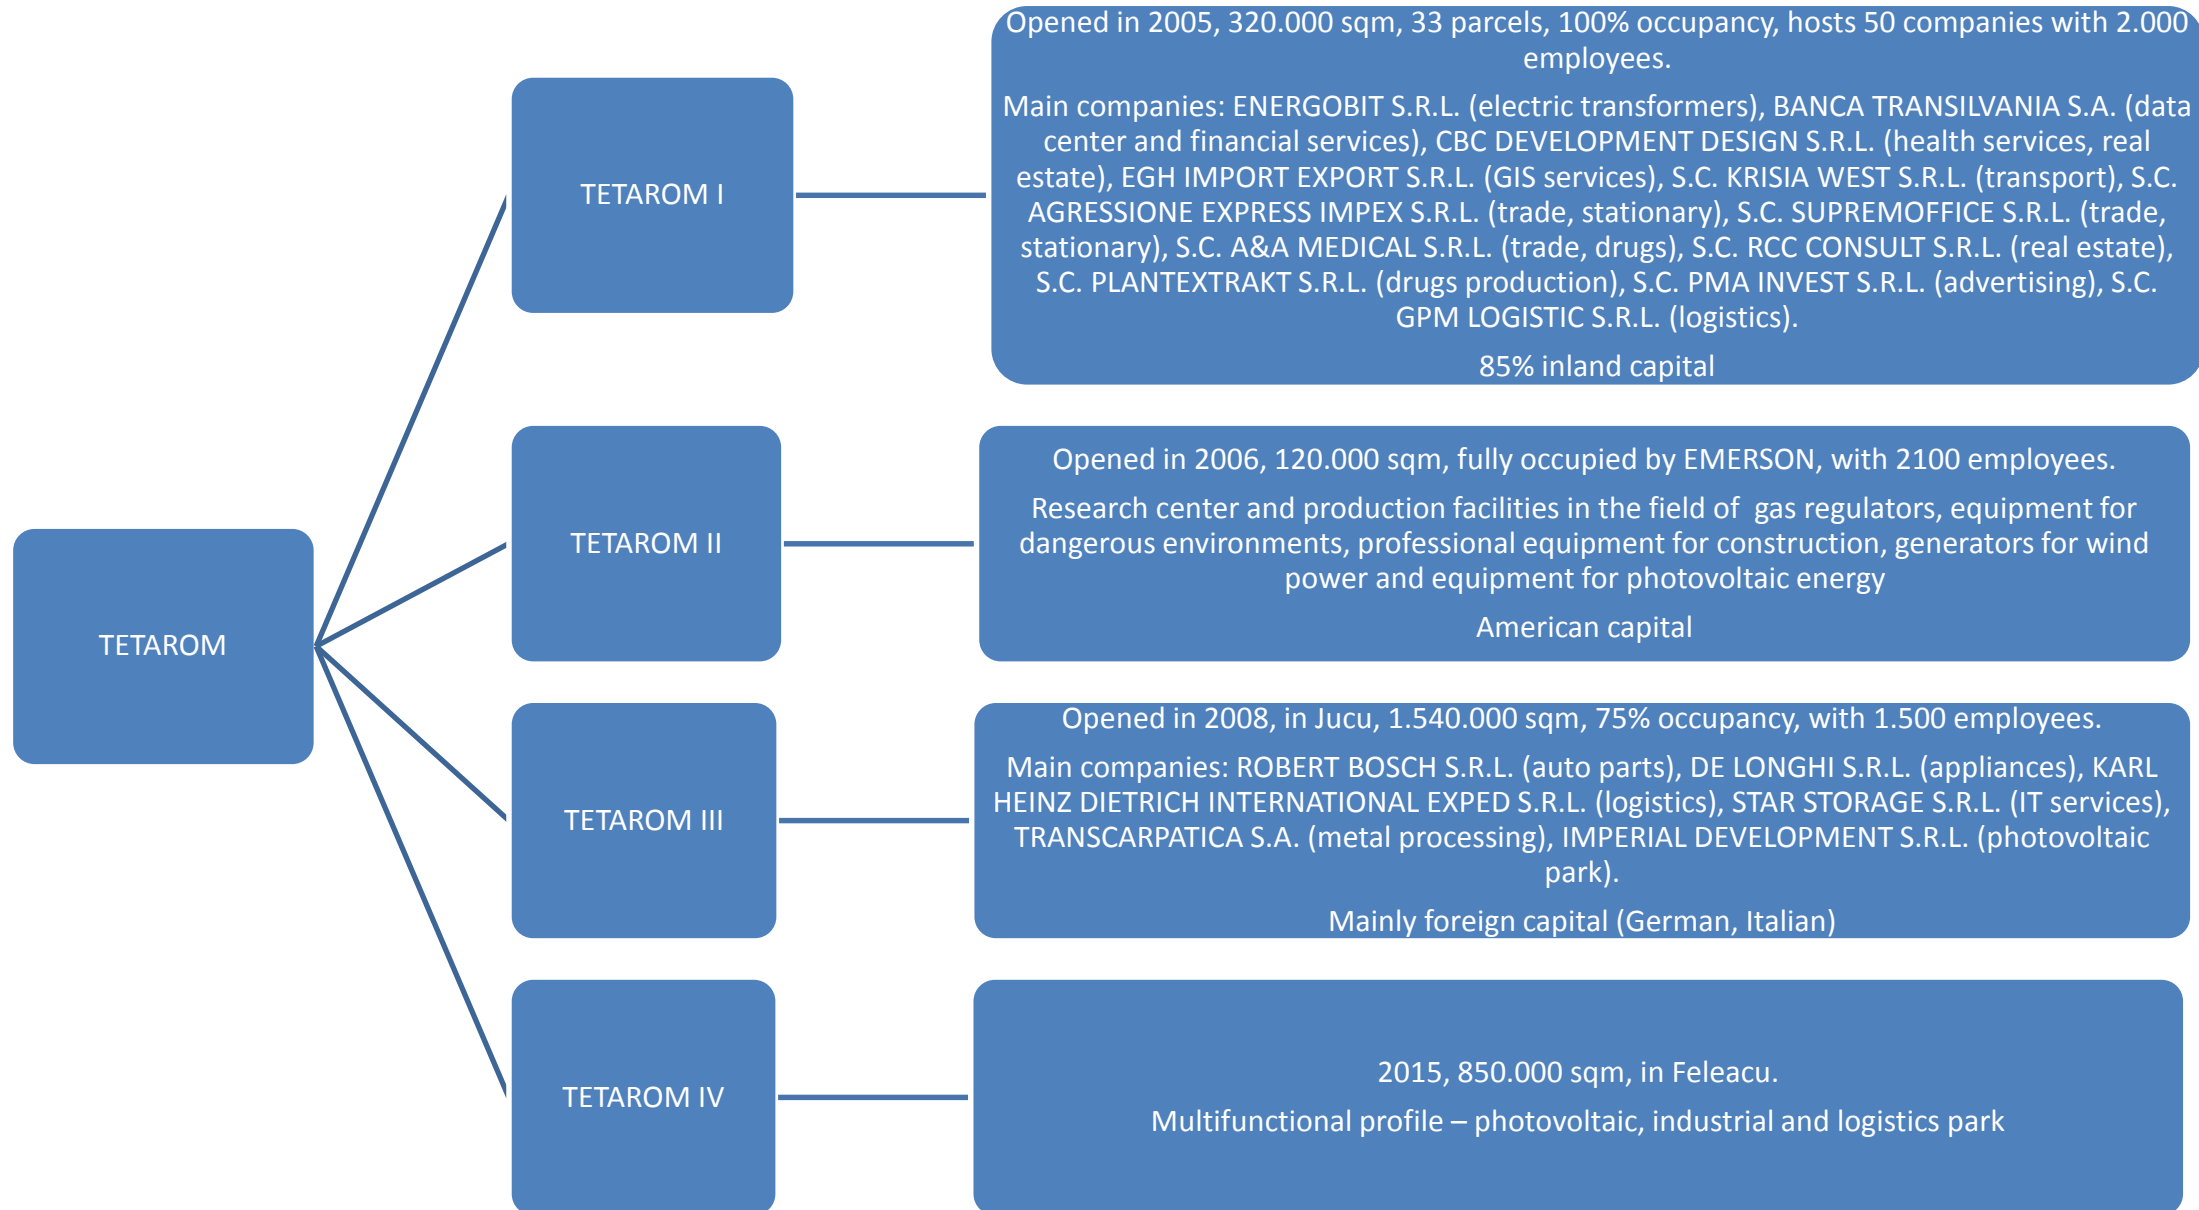 TETAROM
TETAROM I
Opened in 2005, 320.000 sqm, 33 parcels, 100% occupancy, hosts 50 companies with 2.000
employees.
Main companies: ENERGOBIT S.R.L. (electric transformers), BANCA TRANSILVANIA S.A. (data
center and financial services), CBC DEVELOPMENT DESIGN S.R.L. (health services, real
estate), EGH IMPORT EXPORT S.R.L. (GIS services), S.C. KRISIA WEST S.R.L. (transport), S.C.
AGRESSIONE EXPRESS IMPEX S.R.L. (trade, stationary), S.C. SUPREMOFFICE S.R.L. (trade,
stationary), S.C. A&A MEDICAL S.R.L. (trade, drugs), S.C. RCC CONSULT S.R.L. (real estate),
S.C. PLANTEXTRAKT S.R.L. (drugs production), S.C. PMA INVEST S.R.L. (advertising), S.C.
GPM LOGISTIC S.R.L. (logistics).
85% inland capital
TETAROM II
Opened in 2006, 120.000 sqm, fully occupied by EMERSON, with 2100 employees.
Research center and production facilities in the field of  gas regulators, equipment for
dangerous environments, professional equipment for construction, generators for wind
power and equipment for photovoltaic energy
American capital
TETAROM III
Opened in 2008, in Jucu, 1.540.000 sqm, 75% occupancy, with 1.500 employees.
Main companies: ROBERT BOSCH S.R.L. (auto parts), DE LONGHI S.R.L. (appliances), KARL
HEINZ DIETRICH INTERNATIONAL EXPED S.R.L. (logistics), STAR STORAGE S.R.L. (IT services),
TRANSCARPATICA S.A. (metal processing), IMPERIAL DEVELOPMENT S.R.L. (photovoltaic
park).
Mainly foreign capital (German, Italian)
TETAROM IV
2015, 850.000 sqm, in Feleacu.
Multifunctional profile – photovoltaic, industrial and logistics park